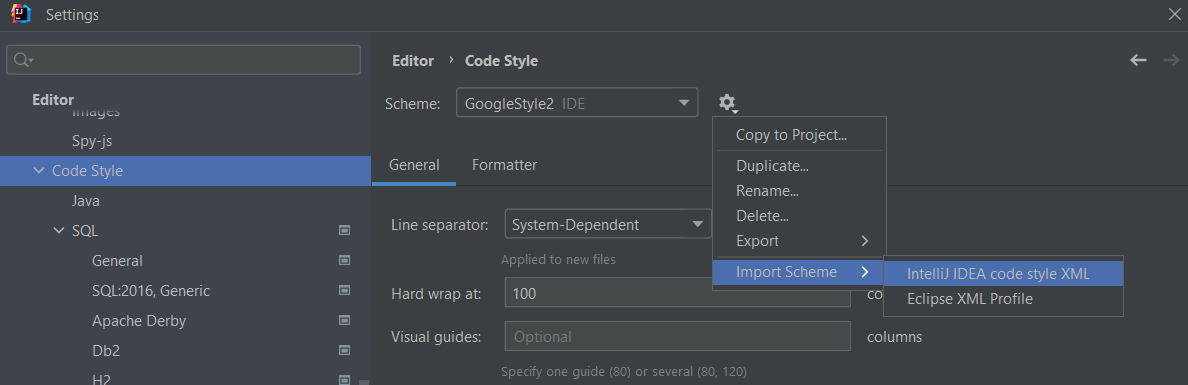 Settings
Editor
Images
Spy-js
Code Style
Java
SQL
General
SQL:2016, Generic
Apache Derby
Db2
H2
Editor › Code Style
Scheme: GoogleStyle2 IDE
General Formatter
Line separator: System-Dependent
Applied to new files
Hard wrap at: 100 co
Visual guides: Optional columns
Specify one guide (80) or several (80, 120)
Copy to Project...
Duplicate...
Rename...
Delete...
Export
Import Scheme
IntelliJ IDEA code style XML
Eclipse XML Profile